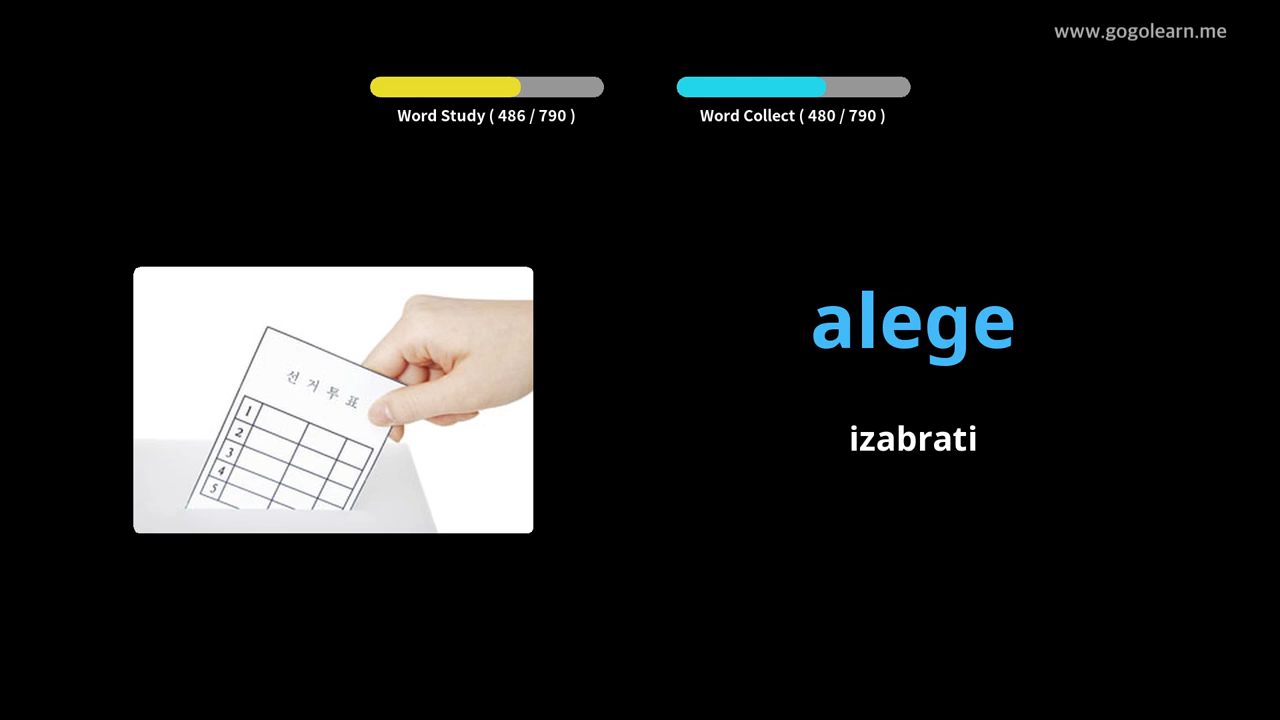 www.gogolearn.me
Word Study ( 486 / 790 )
Word Collect ( 480 / 790 )
선거투표
1
2
3
4
5
alege
izabrati